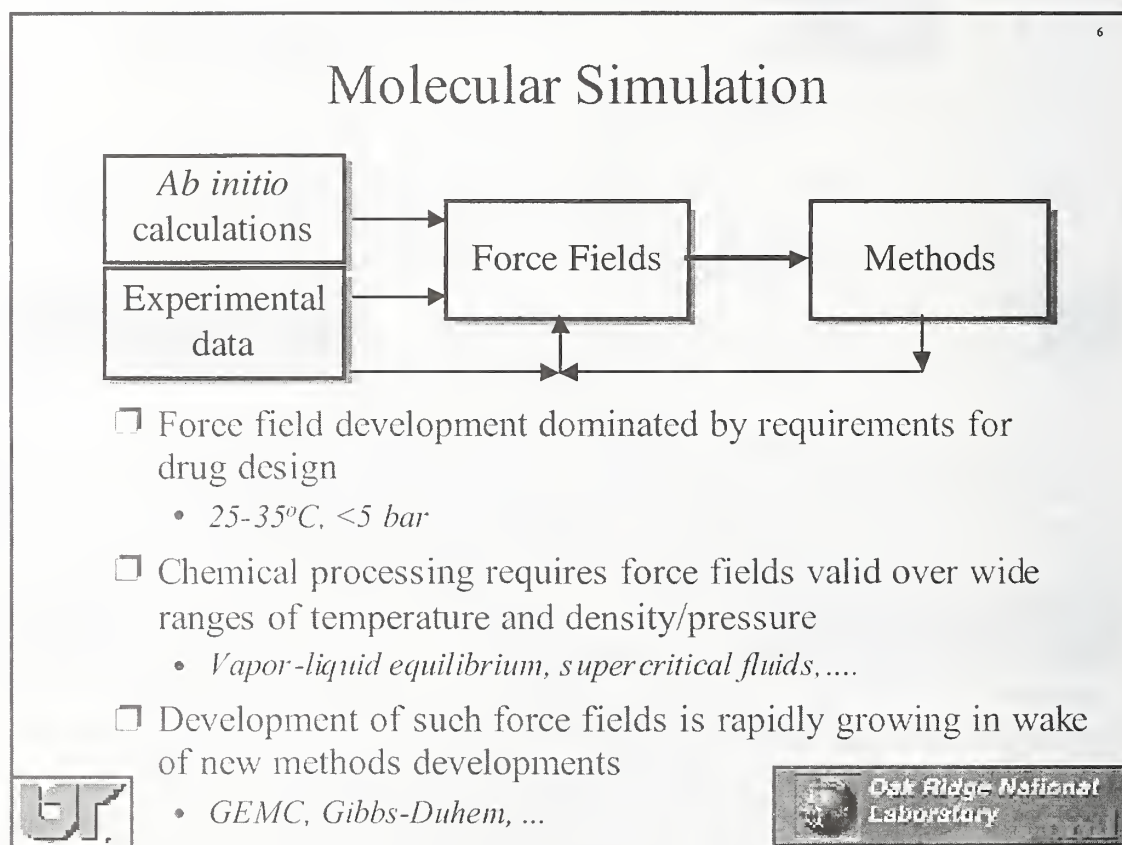 6
Molecular Simulation
Ab initio
calculations
Experimental
data
Force Fields
Methods
❒ Force field development dominated by requirements for
drug design
• 25-35°C, <5 bar
❒ Chemical processing requires force fields valid over wide
ranges of temperature and density/pressure
• Vapor-liquid equilibrium, supercritical fluids,....
❒ Development of such force fields is rapidly growing in wake
of new methods developments
• GEMC, Gibbs-Duhem, ...
UT
Oak Ridge National
Laboratory